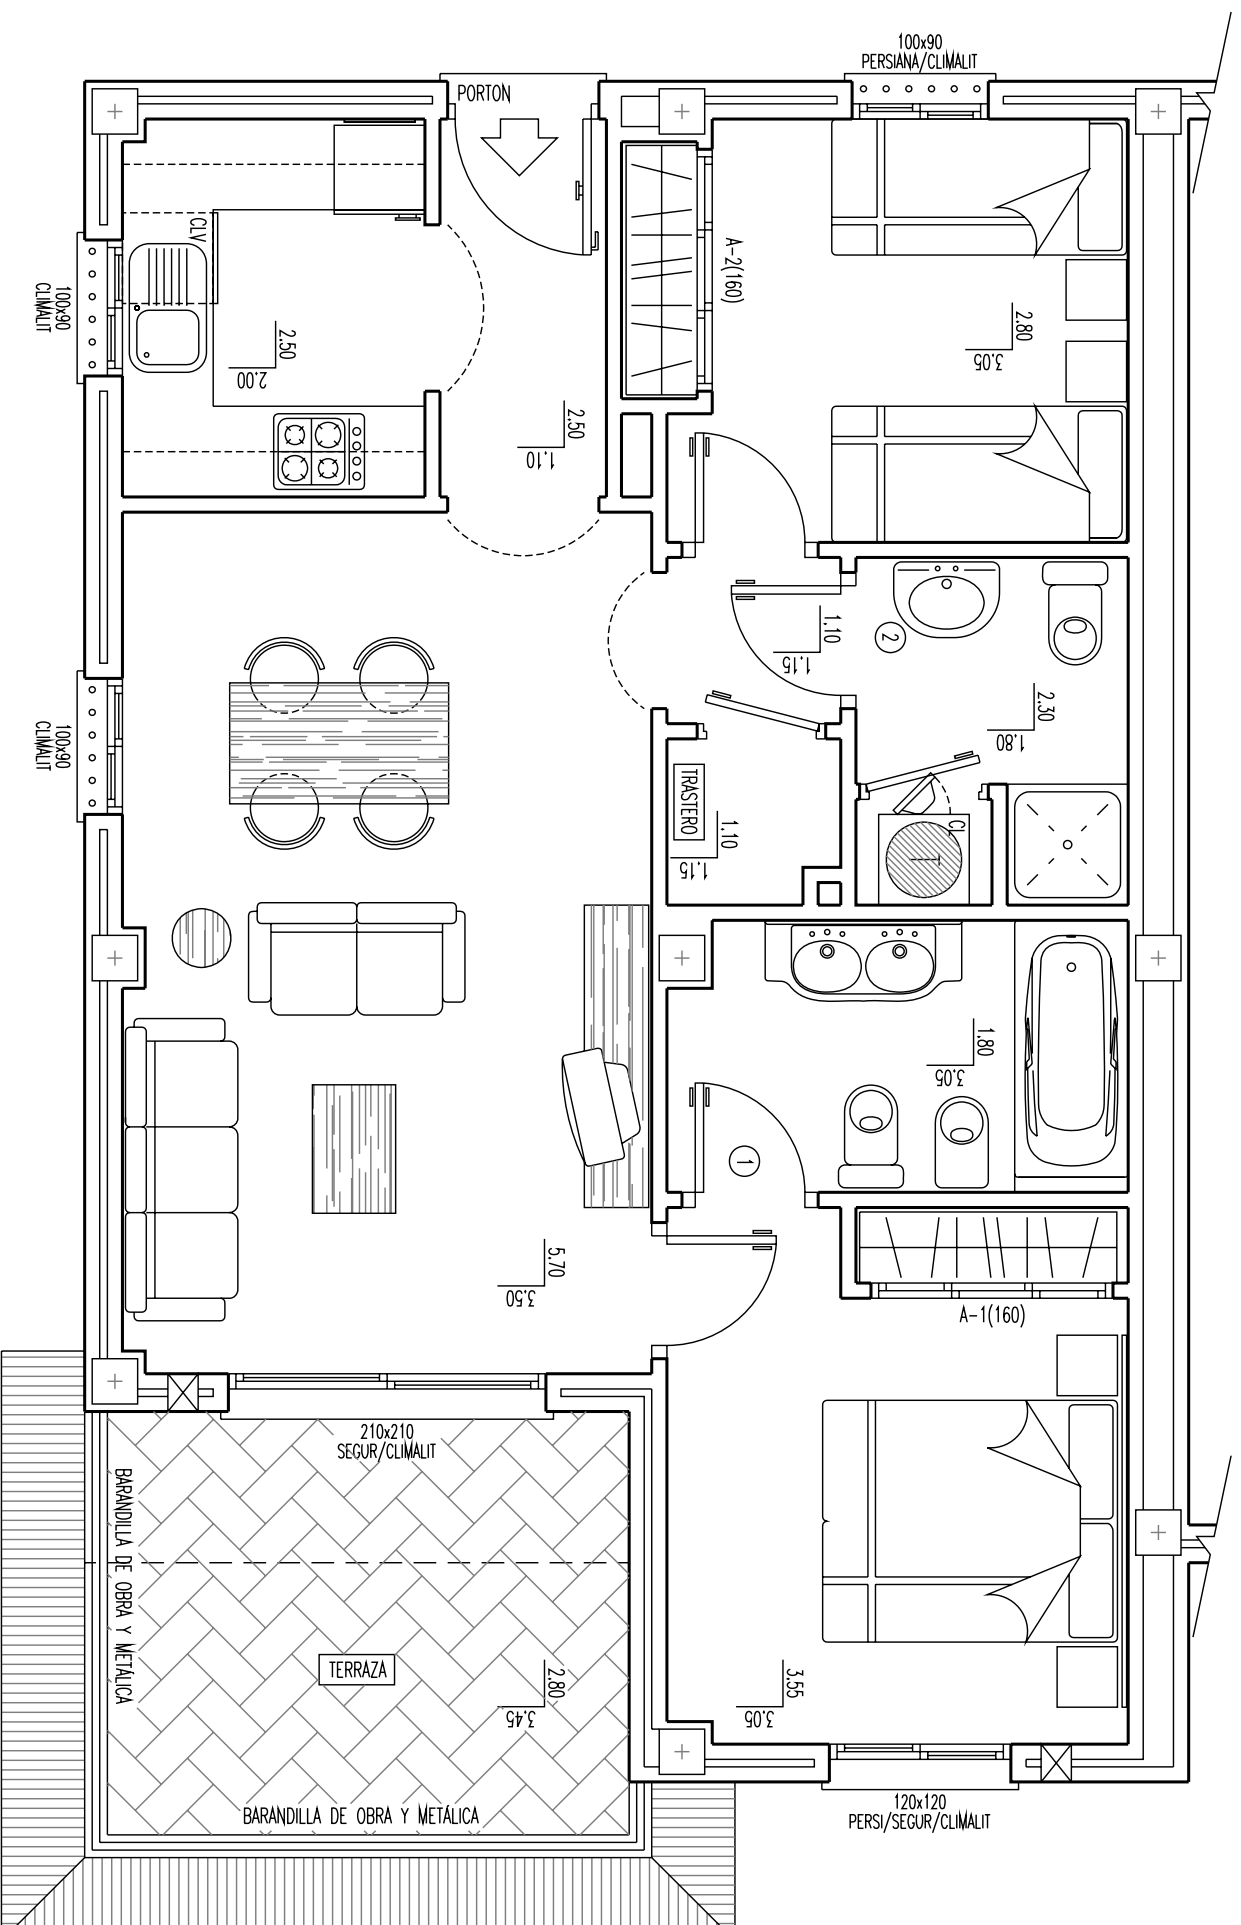 100x90
PERSIANA/CLIMALIT
PORTON
CLV
A-2(160)
100x90
CLIMALIT
2.50
2.00
2.80
3.05
2.50
1.10
1.10
1.15
2
2.30
1.80
100x90
CLIMALIT
TRASTERO
1.10
1.15
CL
T
1.80
3.05
1
5.70
3.50
A-1(160)
210x210
SEGUR/CLIMALIT
BARANDILLA DE OBRA Y METÁLICA
TERRAZA
2.80
3.45
3.55
3.05
BARANDILLA DE OBRA Y METÁLICA
120x120
PERSI/SEGUR/CLIMALIT